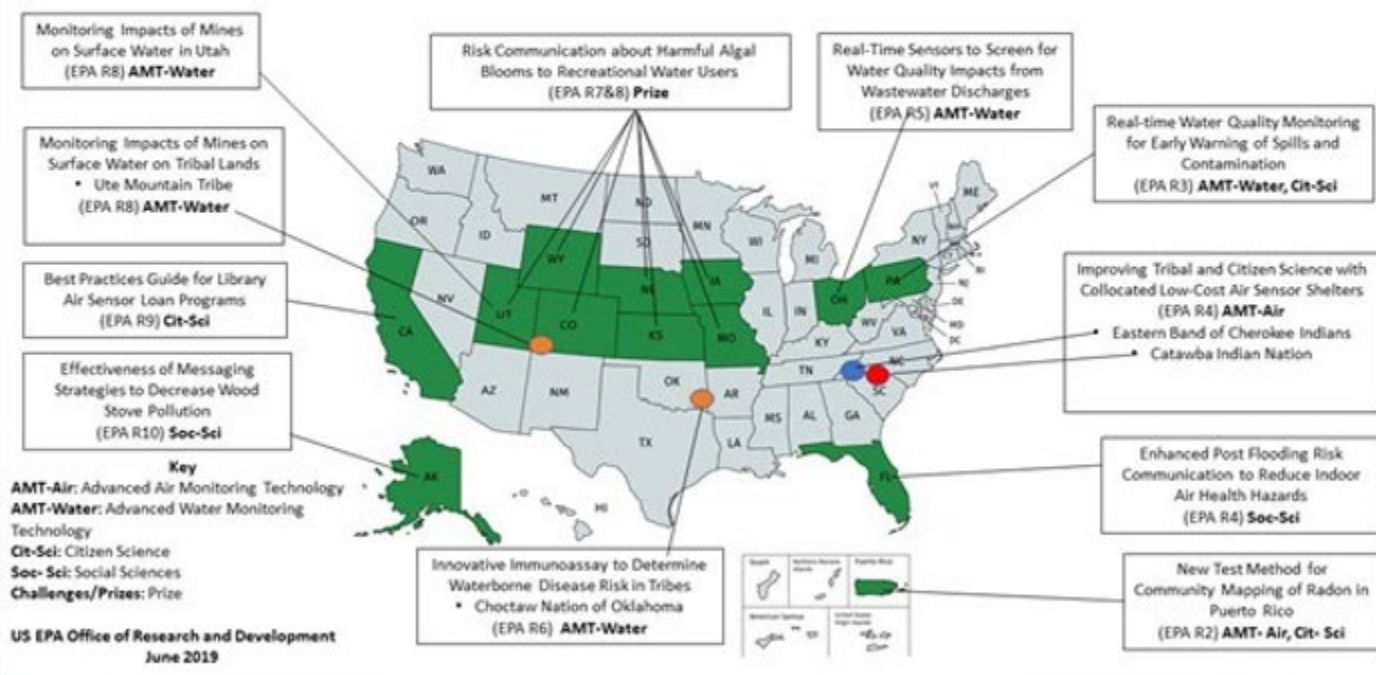 Monitoring Impacts of Mines
on Surface Water in Utah
(EPA R8) AMT-Water
Risk Communication about Harmful Algal
Blooms to Recreational Water Users
(EPA R7&8) Prize
Real-Time Sensors to Screen for
Water Quality Impacts from
Wastewater Discharges
(EPA R5) AMT-Water
Real-time Water Quality Monitoring
for Early Warning of Spills and
Contamination
(EPA R3) AMT-Water, Cit-Sci
Monitoring Impacts of Mines on
Surface Water on Tribal Lands
• Ute Mountain Tribe
(EPA R8) AMT-Water
Best Practices Guide for Library
Air Sensor Loan Programs
(EPA R9) Cit-Sci
Effectiveness of Messaging
Strategies to Decrease Wood
Stove Pollution
(EPA R10) Soc-Sci
Improving Tribal and Citizen Science with
Collocated Low-Cost Air Sensor Shelters
(EPA R4) AMT-Air
• Eastern Band of Cherokee Indians
• Catawba Indian Nation
Enhanced Post Flooding Risk
Communication to Reduce Indoor
Air Health Hazards
(EPA R4) Soc-Sci
New Test Method for
Community Mapping of Radon in
Puerto Rico
(EPA R2) AMT- Air, Cit- Sci
Innovative Immunoassay to Determine
Waterborne Disease Risk in Tribes
• Choctaw Nation of Oklahoma
(EPA R6) AMT-Water
WA
OR
ID
MT
ND
SD
MN
WI
MI
NY
ME
VT
NH
RI
NJ
DE
MD
DC
CA
NV
UT
WY
CO
NE
KS
IA
MO
IL
IN
OH
PA
WV
VA
KY
TN
NC
SC
AZ
NM
OK
AR
TX
LA
MS
AL
GA
FL
AK
HI
Guam
Northern Mariana
Islands
Puerto Rico
American Samoa
United States
Virgin Islands
Key
AMT-Air: Advanced Air Monitoring Technology
AMT-Water: Advanced Water Monitoring
Technology
Cit-Sci: Citizen Science
Soc- Sci: Social Sciences
Challenges/Prizes: Prize
US EPA Office of Research and Development
June 2019